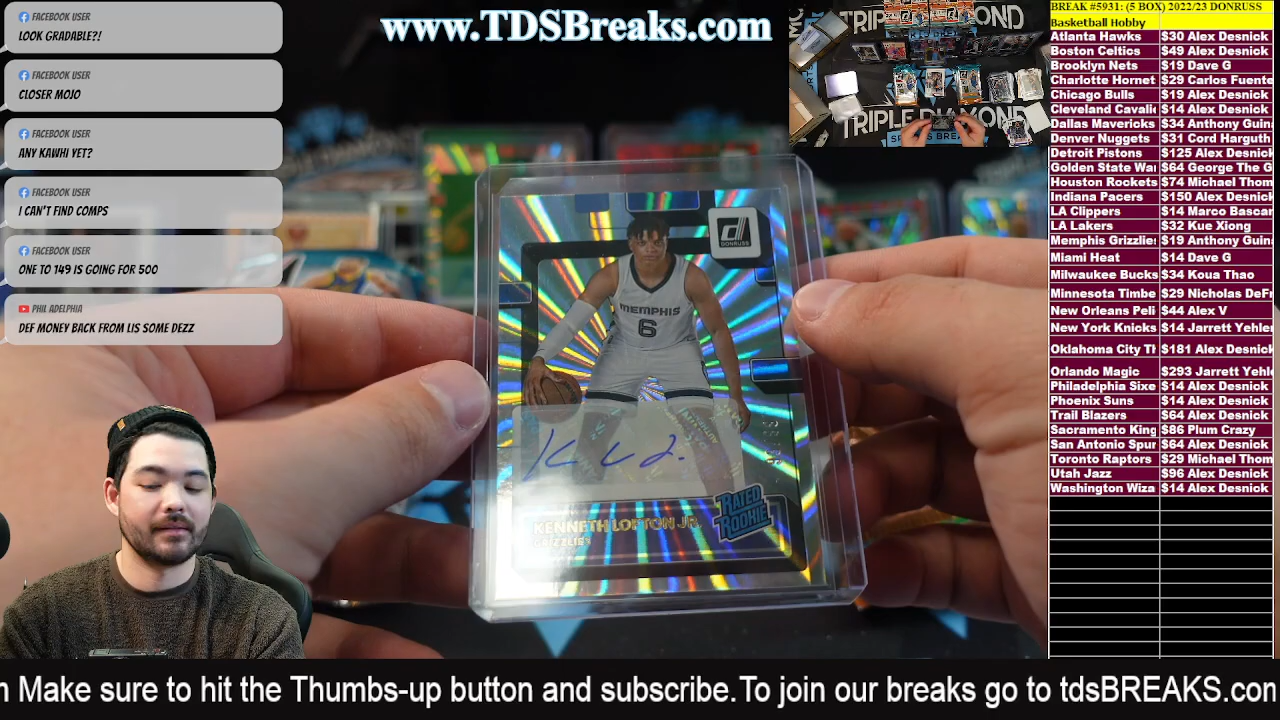 FACEBOOK USER
LOOK GRADABLE?!
FACEBOOK USER
CLOSER MOJO
FACEBOOK USER
ANY KAWHI YET?
FACEBOOK USER
I CAN'T FIND COMPS
FACEBOOK USER
ONE TO 149 IS GOING FOR 500
PHIL ADELPHIA
DEF MONEY BACK FROM LIS SOME DEZZ
www.TDSBreaks.com
TRIPLE DIAMOND
DONRUSS
MEMPHIS
6
RATED ROOKIE
KENNETH LOFTON JR.
GRIZZLIES
BREAK #5931: (5 BOX) 2022/23 DONRUSS
Basketball Hobby
Atlanta Hawks $30 Alex Desnick
Boston Celtics $49 Alex Desnick
Brooklyn Nets $19 Dave G
Charlotte Hornet $29 Carlos Fuente
Chicago Bulls $19 Alex Desnick
Cleveland Cavali $14 Alex Desnick
Dallas Mavericks $34 Anthony Guin
Denver Nuggets $31 Cord Harguth
Detroit Pistons $125 Alex Desnick
Golden State War $64 George The G
Houston Rockets $74 Michael Thom
Indiana Pacers $150 Alex Desnick
LA Clippers $14 Marco Bascar
LA Lakers $32 Kue Xiong
Memphis Grizzlies $19 Anthony Guin
Miami Heat $14 Dave G
Milwaukee Bucks $34 Koua Thao
Minnesota Timbe $29 Nicholas DeFr
New Orleans Peli $44 Alex V
New York Knicks $14 Jarrett Yehler
Oklahoma City Th $181 Alex Desnick
Orlando Magic $293 Jarrett Yehl
Philadelphia Sixe $14 Alex Desnick
Phoenix Suns $14 Alex Desnick
Trail Blazers $64 Alex Desnick
Sacramento King $86 Plum Crazy
San Antonio Spur $64 Alex Desnick
Toronto Raptors $29 Michael Thom
Utah Jazz $96 Alex Desnick
Washington Wiza $14 Alex Desnick
n Make sure to hit the Thumbs-up button and subscribe.To join our breaks go to tdsBREAKS.con